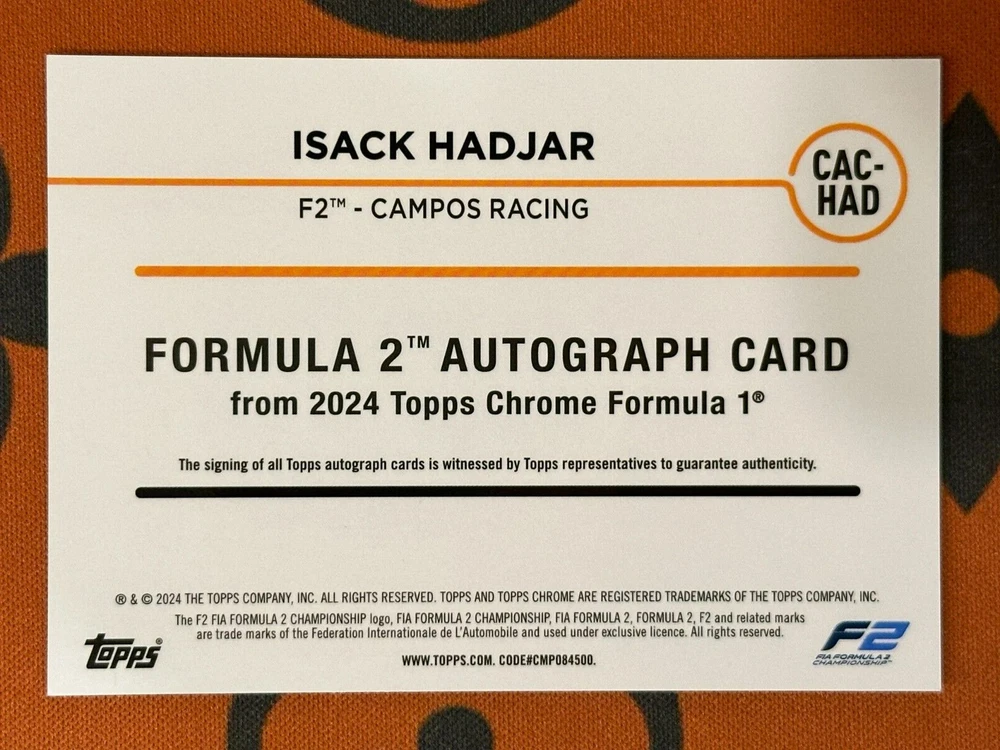 ISACK HADJAR
CAC-
HAD
F2™ - CAMPOS RACING
FORMULA 2™ AUTOGRAPH CARD
from 2024 Topps Chrome Formula 1®
The signing of all Topps autograph cards is witnessed by Topps representatives to guarantee authenticity.
® & © 2024 THE TOPPS COMPANY, INC. ALL RIGHTS RESERVED. TOPPS AND TOPPS CHROME ARE REGISTERED TRADEMARKS OF THE TOPPS COMPANY, INC.
The F2 FIA FORMULA 2 CHAMPIONSHIP logo, FIA FORMULA 2 CHAMPIONSHIP, FIA FORMULA 2, FORMULA 2, F2 and related marks
are trade marks of the Federation Internationale de L'Automobile and used under exclusive licence. All rights reserved.
WWW.TOPPS.COM. CODE#CMP084500.
topps®
F2
FIA FORMULA 2
CHAMPIONSHIP™